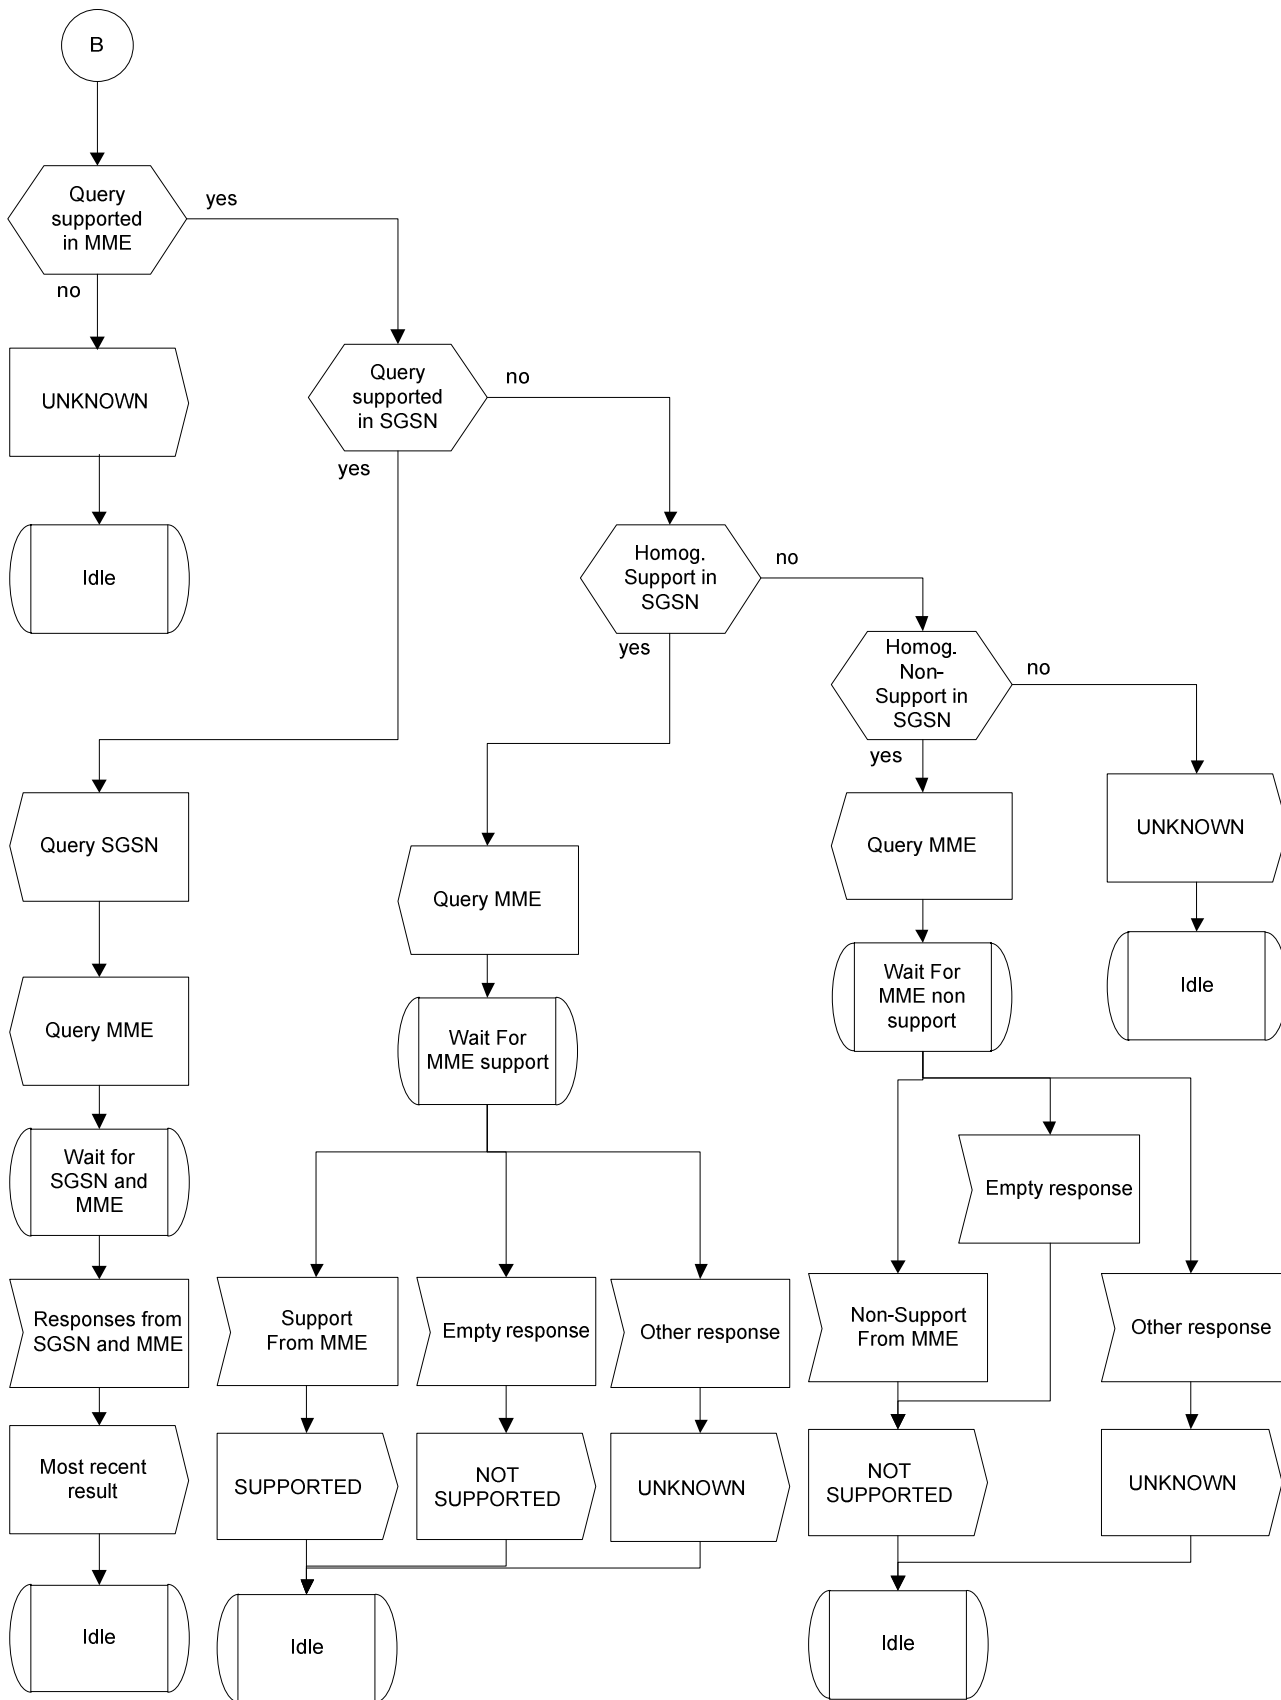 B
Query
supported
in MME
yes
no
UNKNOWN
Idle
Query
supported
in SGSN
no
yes
Homog.
Support in
SGSN
no
yes
Homog.
Non-
Support in
SGSN
no
yes
Query SGSN
Query MME
Wait for
SGSN and
MME
Responses from
SGSN and MME
Most recent
result
Idle
Query MME
Wait For
MME support
Support
From MME
Empty response
Other response
SUPPORTED
NOT
SUPPORTED
UNKNOWN
Idle
Query MME
Wait For
MME non
support
Empty response
Non-Support
From MME
Other response
NOT
SUPPORTED
UNKNOWN
Idle
UNKNOWN
Idle